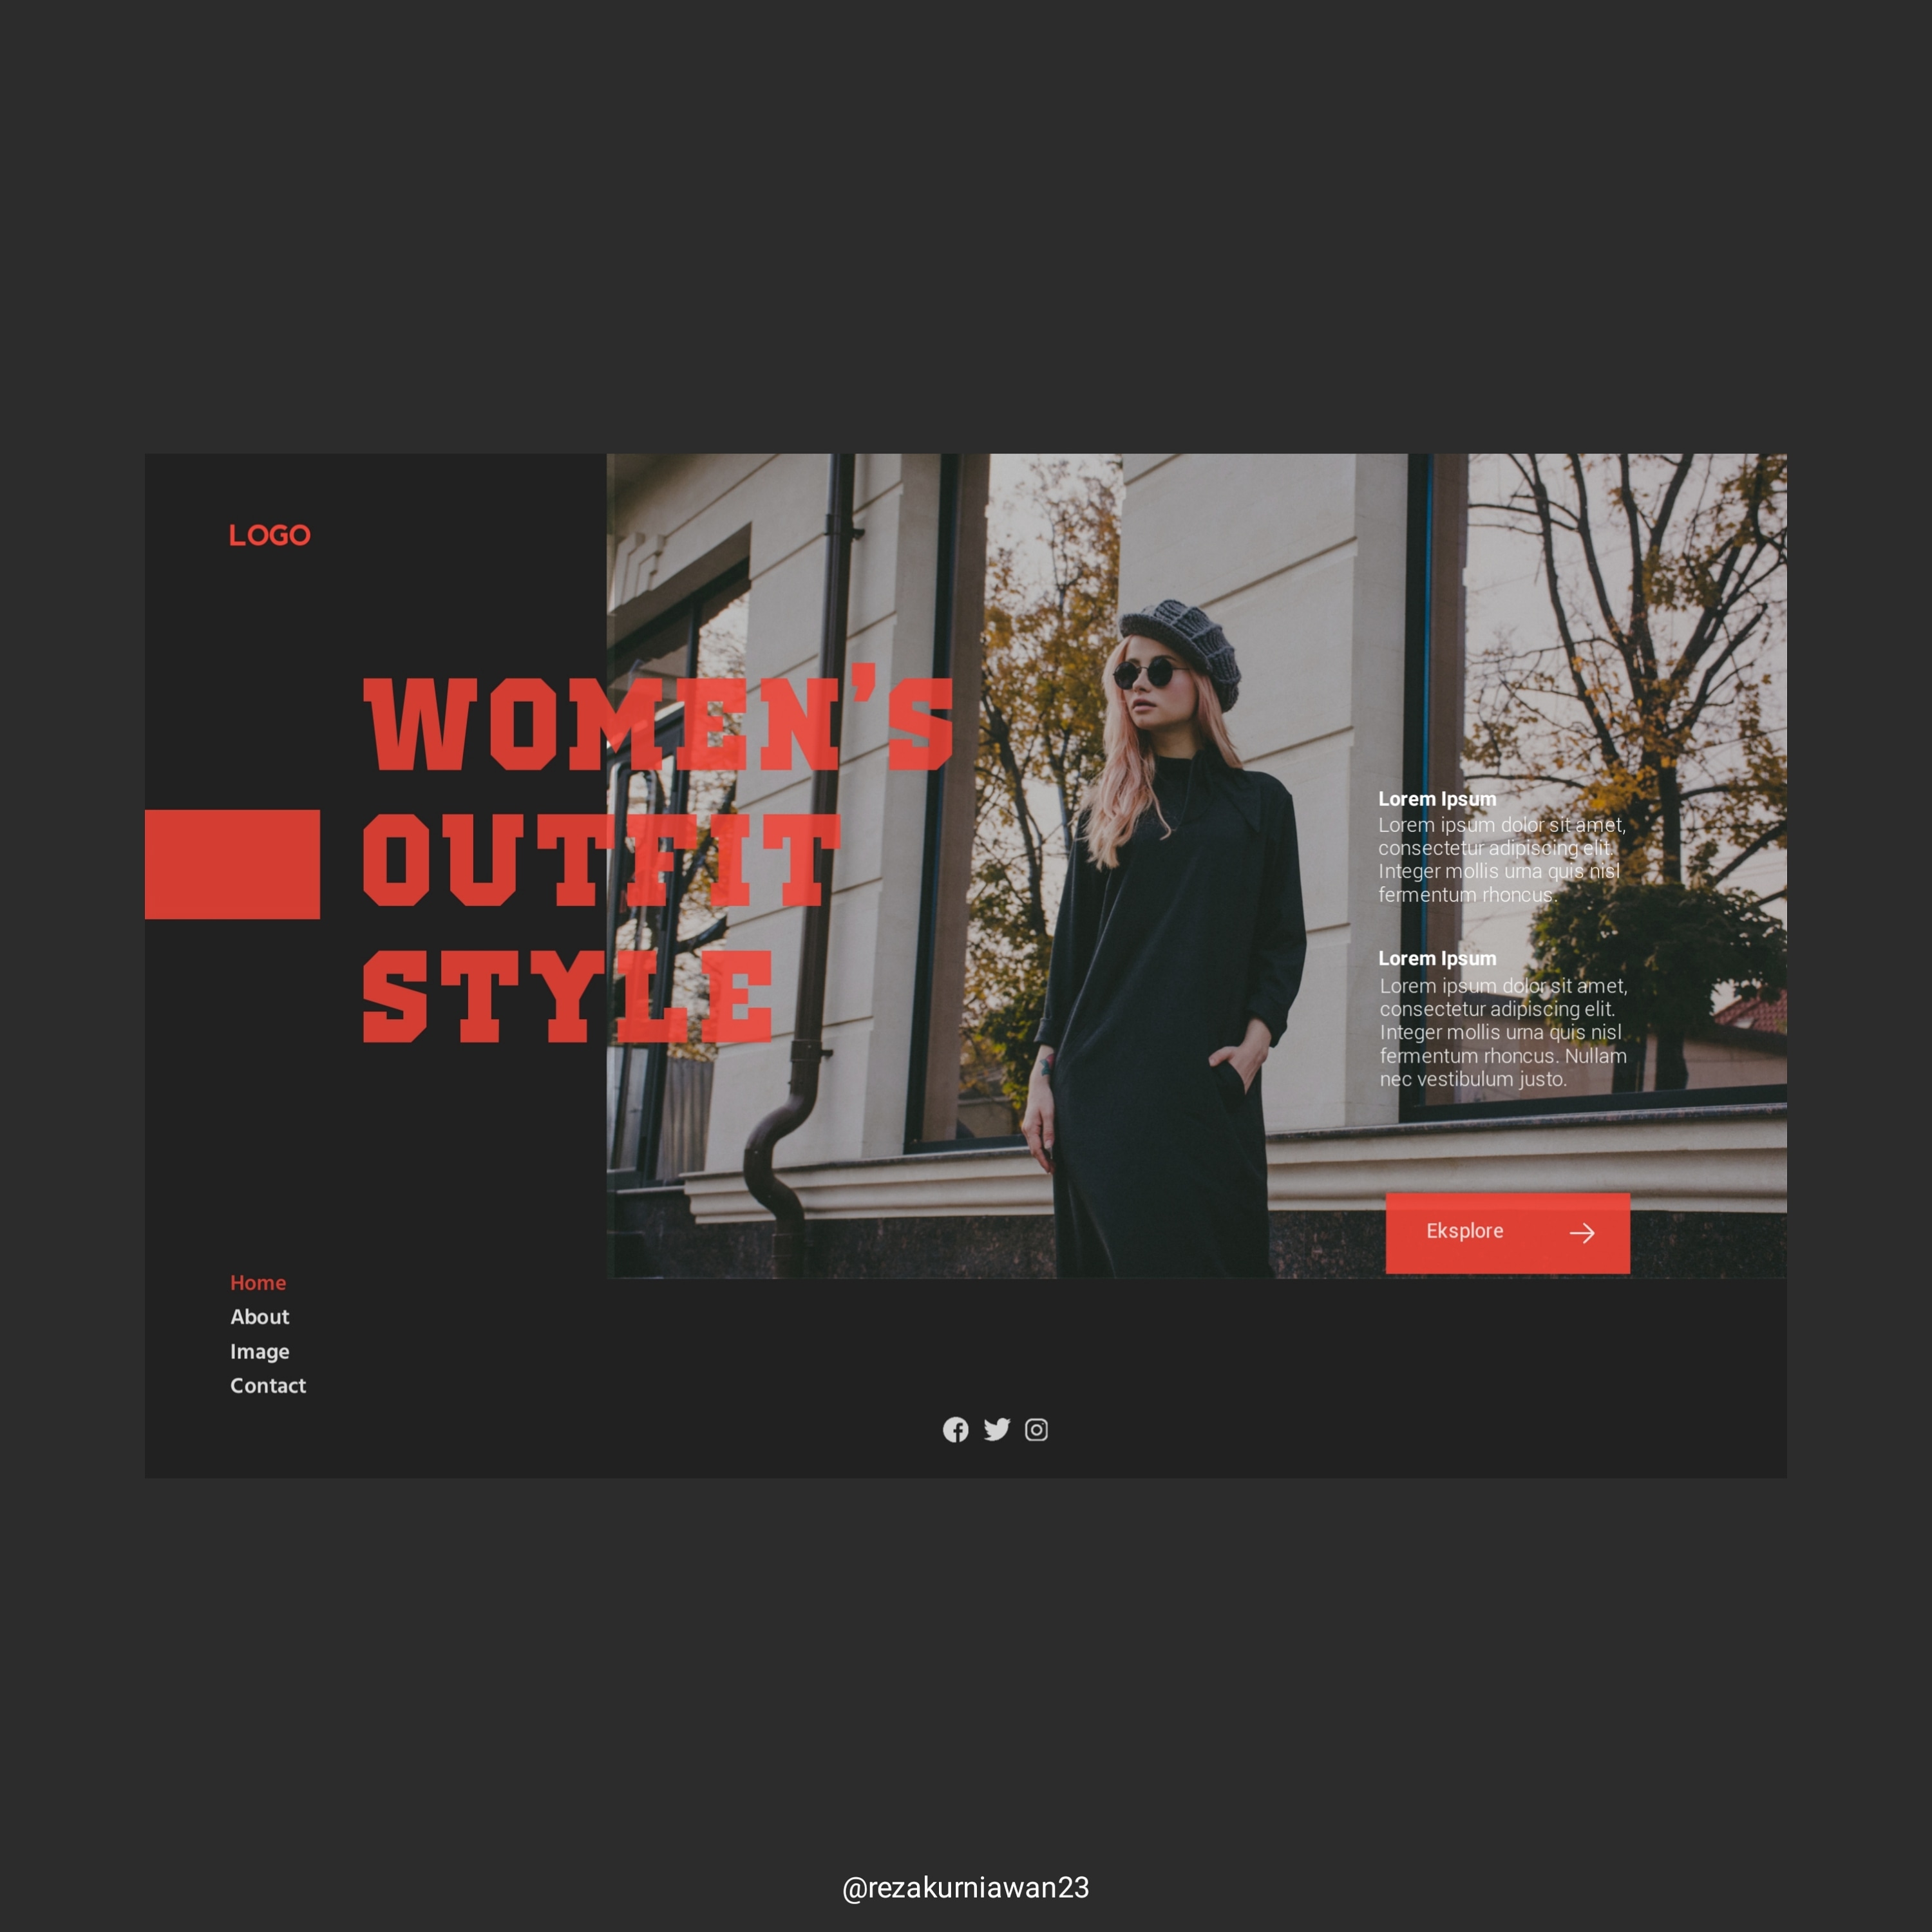 LOGO
WOMEN'S
OUTFIT
STYLE
Lorem Ipsum
Lorem ipsum dolor sit amet,
consectetur adipiscing elit.
Integer mollis urna quis nisl
fermentum rhoncus.
Lorem Ipsum
Lorem ipsum dolor sit amet,
consectetur adipiscing elit.
Integer mollis urna quis nisl
fermentum rhoncus. Nullam
nec vestibulum justo.
Eksplore
Home
About
Image
Contact
@rezakurniawan23